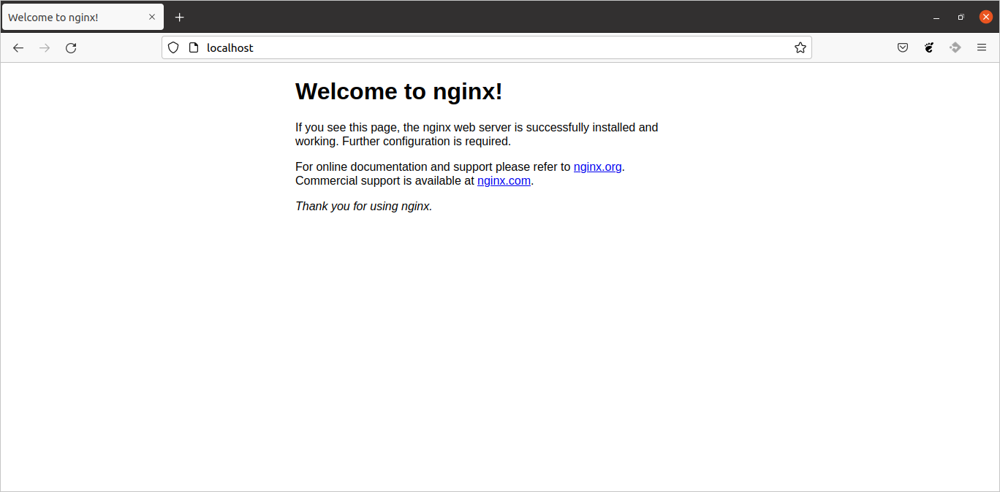 Welcome to nginx!
localhost
Welcome to nginx!
If you see this page, the nginx web server is successfully installed and
working. Further configuration is required.
For online documentation and support please refer to nginx.org.
Commercial support is available at nginx.com.
Thank you for using nginx.